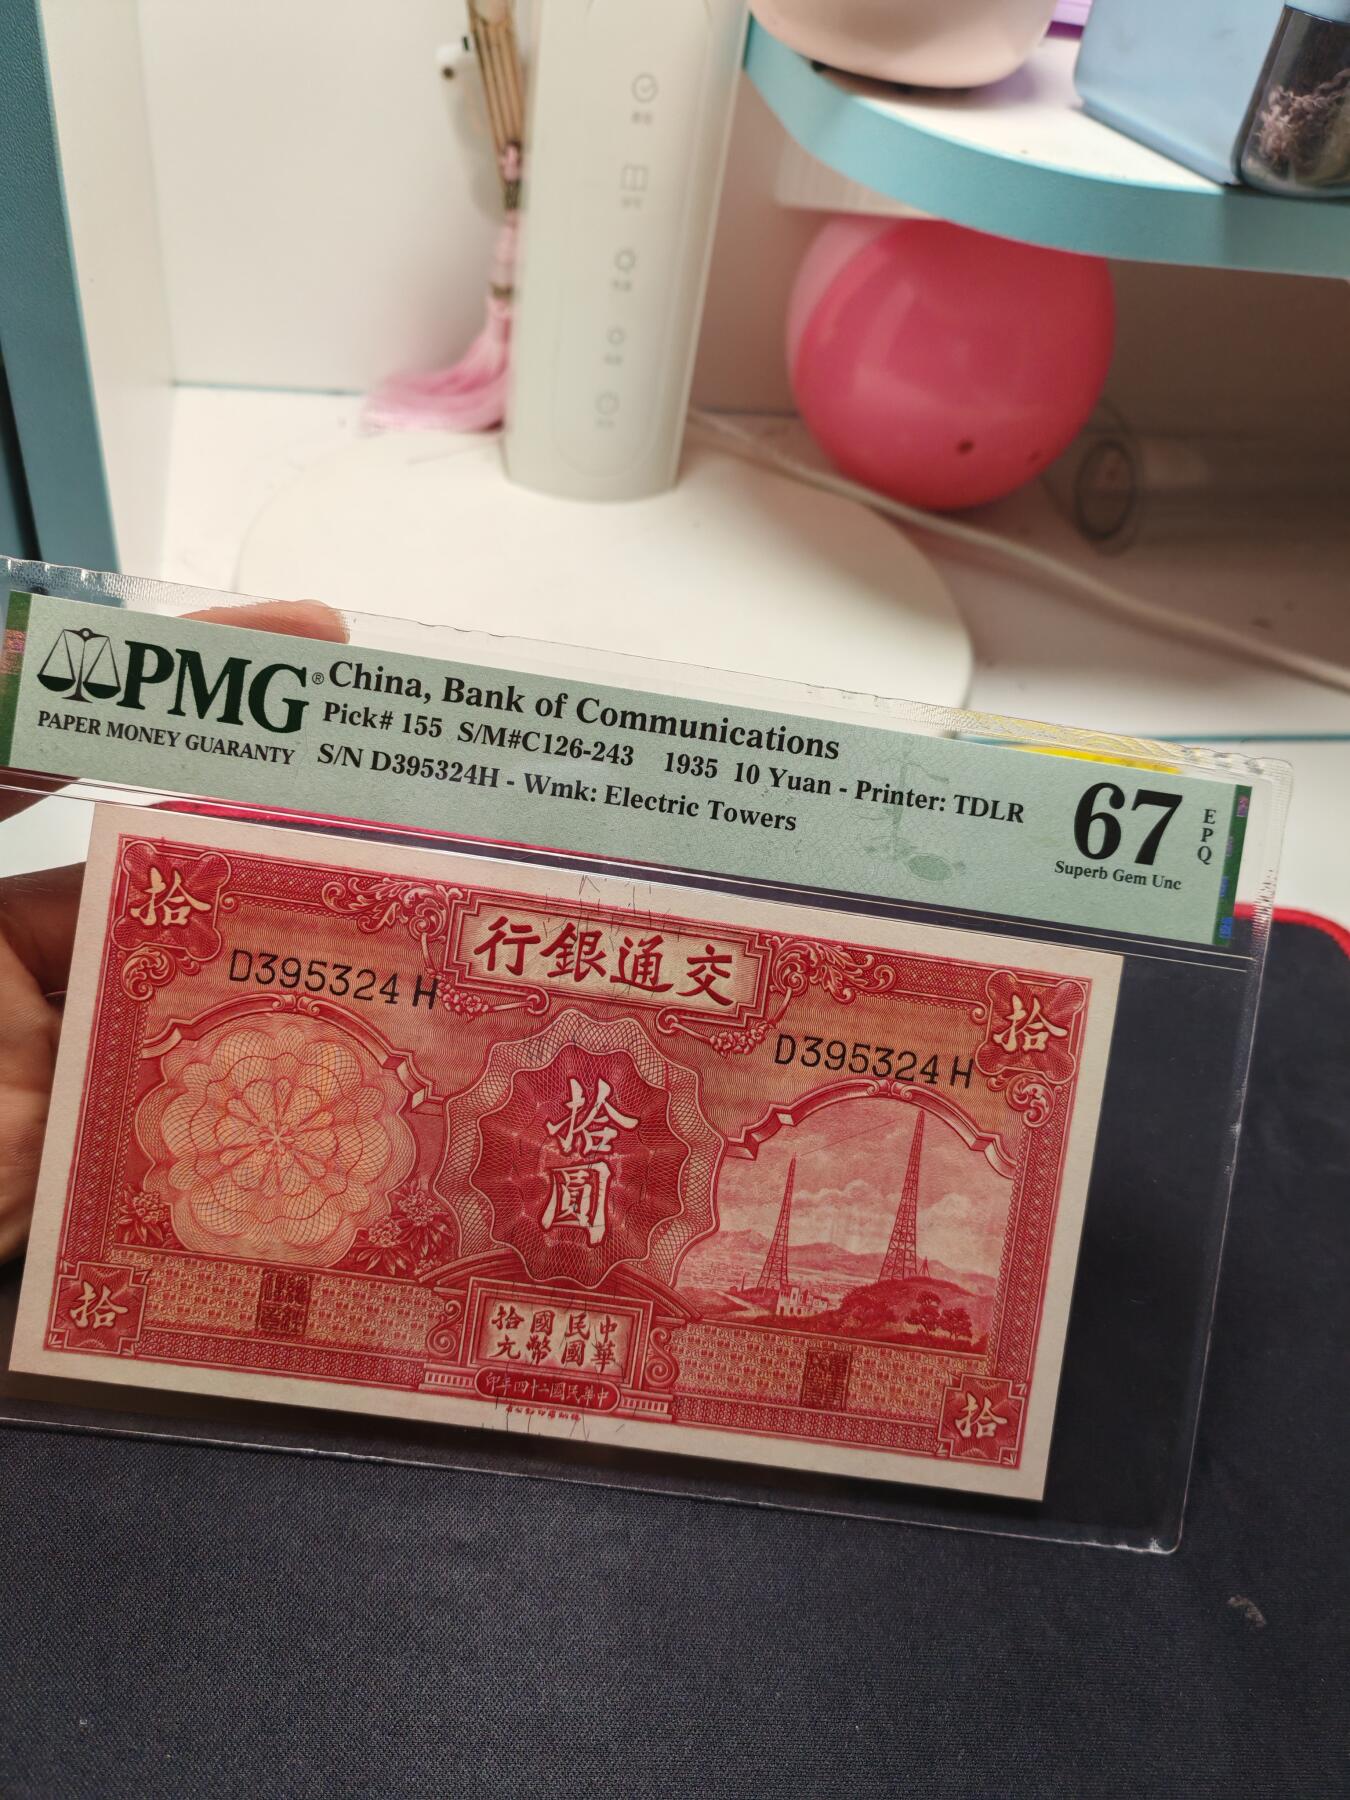 PMG®
PAPER MONEY GUARANTY
China, Bank of Communications
Pick# 155 S/M#C126-243 1935 10 Yuan - Printer: TDLR
S/N D395324H - Wmk: Electric Towers
67
EPQ
Superb Gem Unc
拾
行銀通交
拾
D395324 H
D395324 H
拾圓
拾國民中
元幣國華
印年四十二國民華中
拾
拾